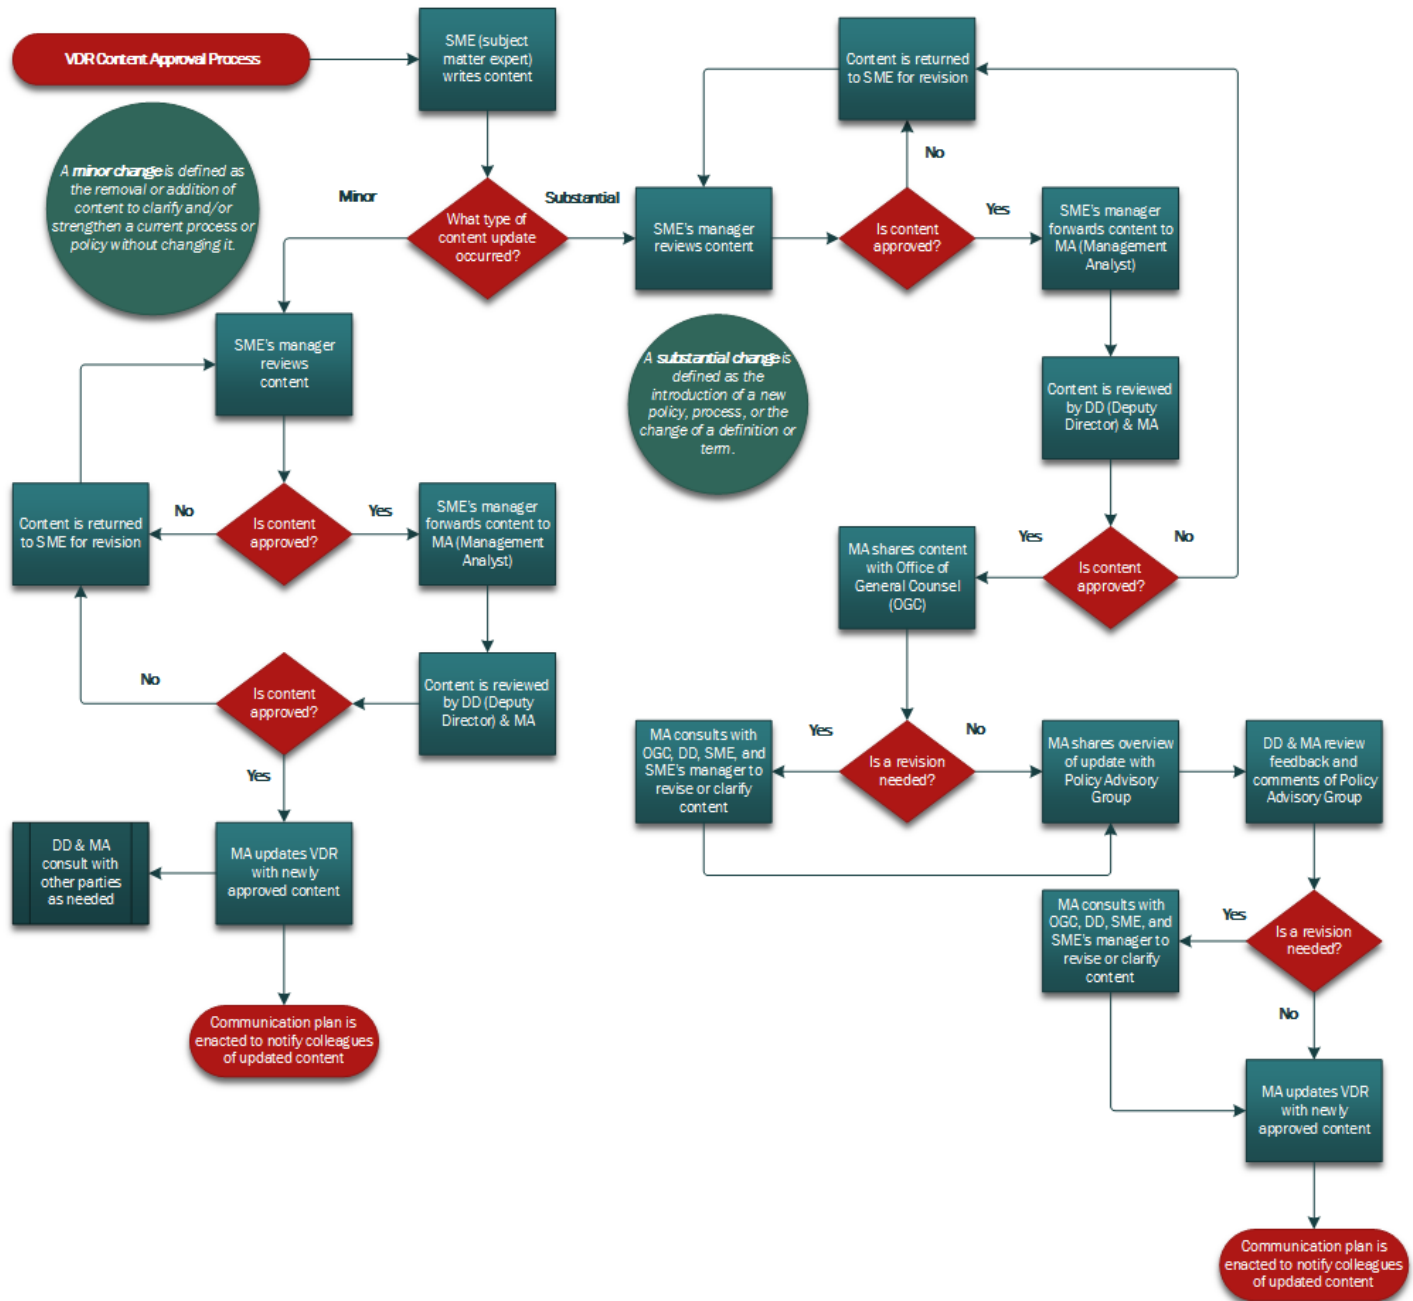 VDR Content Approval Process
SME (subject
matter expert)
writes content
Content is returned
to SME for revision
A minor change is defined as
the removal or addition of
content to clarify and/or
strengthen a current process or
policy without changing it.
Minor
What type of
content update
occurred?
Substantial
SME's manager
reviews content
No
Is content
approved?
Yes
SME's manager
forwards content to
MA (Management
Analyst)
SME's manager
reviews
content
A substantial change is
defined as the
introduction of a new
policy, process, or the
change of a definition or
term.
Content is reviewed
by DD (Deputy
Director) & MA
Content is returned
to SME for revision
No
Is content
approved?
Yes
SME's manager
forwards content to
MA (Management
Analyst)
MA shares content
with Office of
General Counsel
(OGC)
Yes
Is content
approved?
No
No
Is content
approved?
Content is reviewed
by DD (Deputy
Director) & MA
Yes
MA consults with
OGC, DD, SME, and
SME's manager to
revise or clarify
content
Yes
Is a revision
needed?
No
MA shares overview
of update with
Policy Advisory
Group
DD & MA review
feedback and
comments of Policy
Advisory Group
DD & MA
consult with
other parties
as needed
MA updates VDR
with newly
approved content
MA consults with
OGC, DD, SME, and
SME's manager to
revise or clarify
content
Yes
Is a revision
needed?
No
Communication plan is
enacted to notify colleagues
of updated content
MA updates VDR
with newly
approved content
Communication plan is
enacted to notify colleagues
of updated content